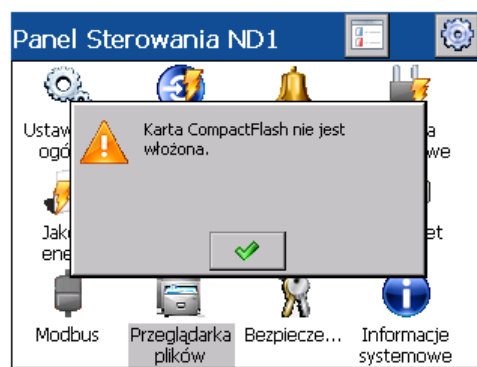 Panel Sterowania ND1
Karta CompactFlash nie jest
włożona.
Modbus
Przeglądarka
plików
Bezpiecze...
Informacje
systemowe